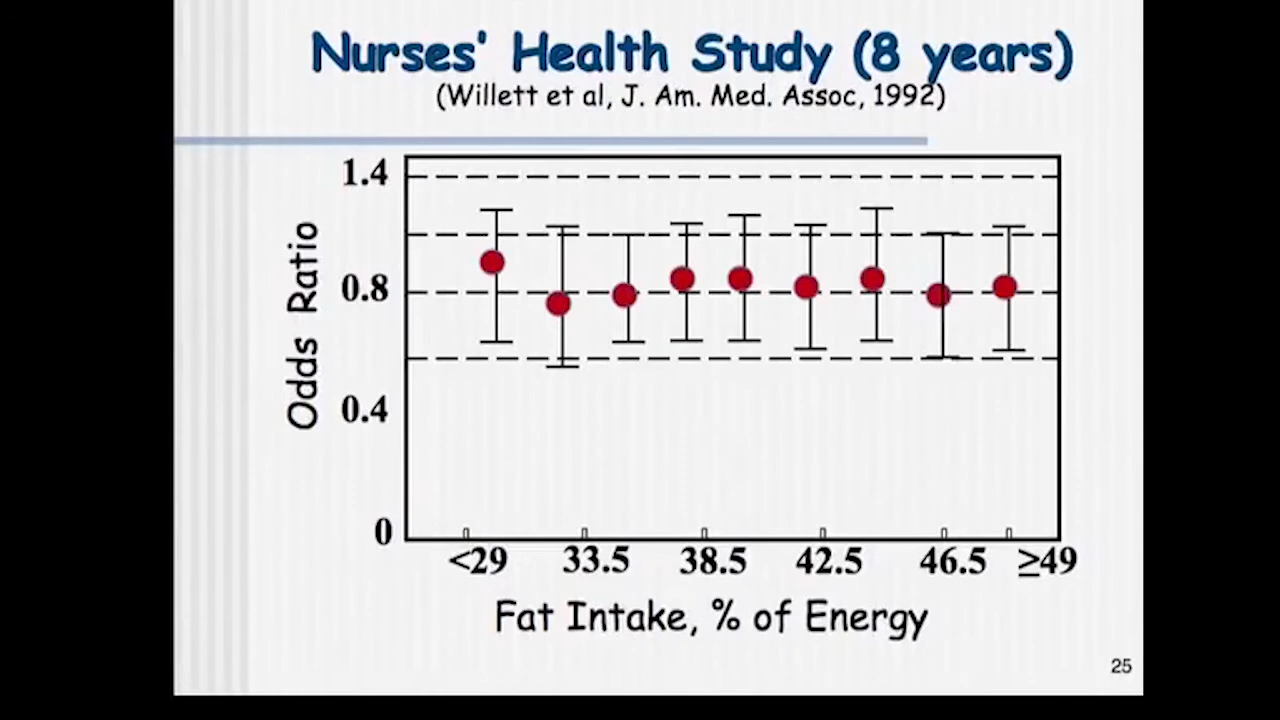 Nurses' Health Study (8 years)
(Willett et al, J. Am. Med. Assoc, 1992)
1.4
0.8
0.4
0
Odds Ratio
<29 33.5 38.5 42.5 46.5 ≥49
Fat Intake, % of Energy
25